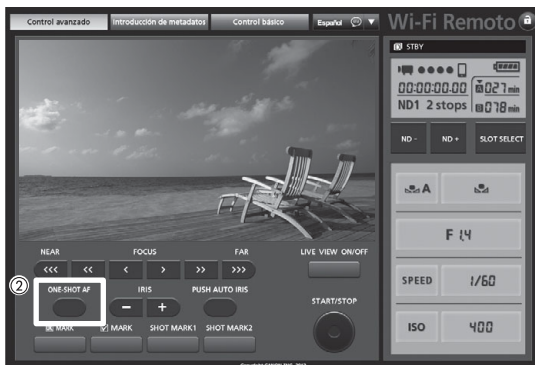 Control avanzado
Introducción de metadatos
Control básico
Español
Wi-Fi Remoto
STBY
00:00:00.00
A 027 min
ND1 2 stops
B 078 min
ND -
ND +
SLOT SELECT
A
F 1.4
NEAR
FOCUS
FAR
LIVE VIEW ON/OFF
<<<
<<
<
>
>>
>>>
②
ONE-SHOT AF
IRIS
PUSH AUTO IRIS
SPEED
1/60
−
+
START/STOP
OK MARK
MARK
SHOT MARK1
SHOT MARK2
ISO
400